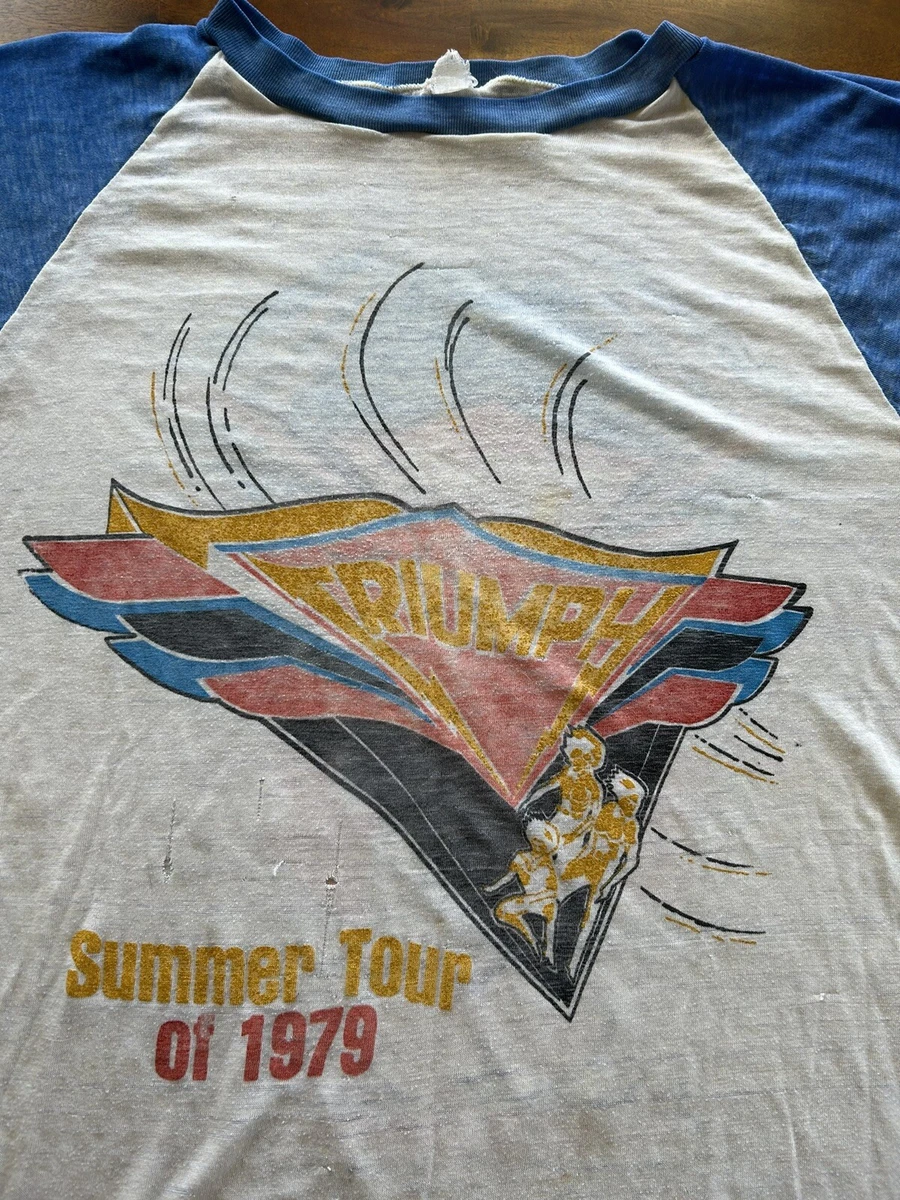 TRIUMPH
Summer Tour
of 1979